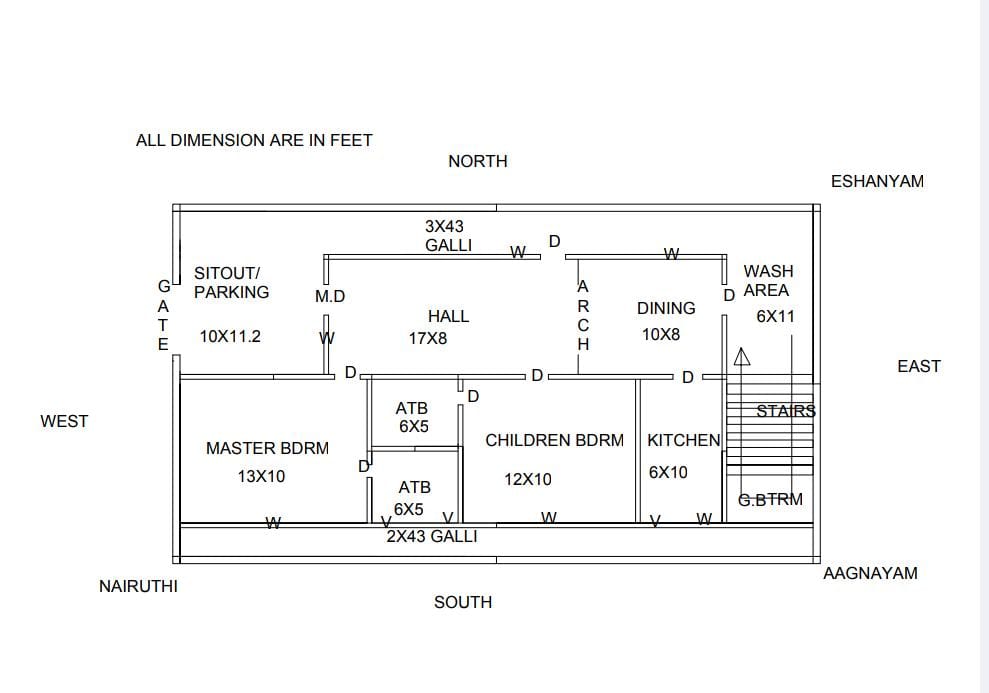 ALL DIMENSION ARE IN FEET
NORTH
ESHANYAM
3X43
GALLI
W
D
W
SITOUT/
PARKING
10X11.2
G
A
T
E
M.D
W
HALL
17X8
A
R
C
H
DINING
10X8
D
WASH
AREA
6X11
EAST
WEST
D
D
D
D
ATB
6X5
MASTER BDRM
13X10
D
ATB
6X5
CHILDREN BDRM
12X10
KITCHEN
6X10
STAIRS
G.BTRM
W
V
V
W
V
W
2X43 GALLI
NAIRUTHI
SOUTH
AAGNAYAM